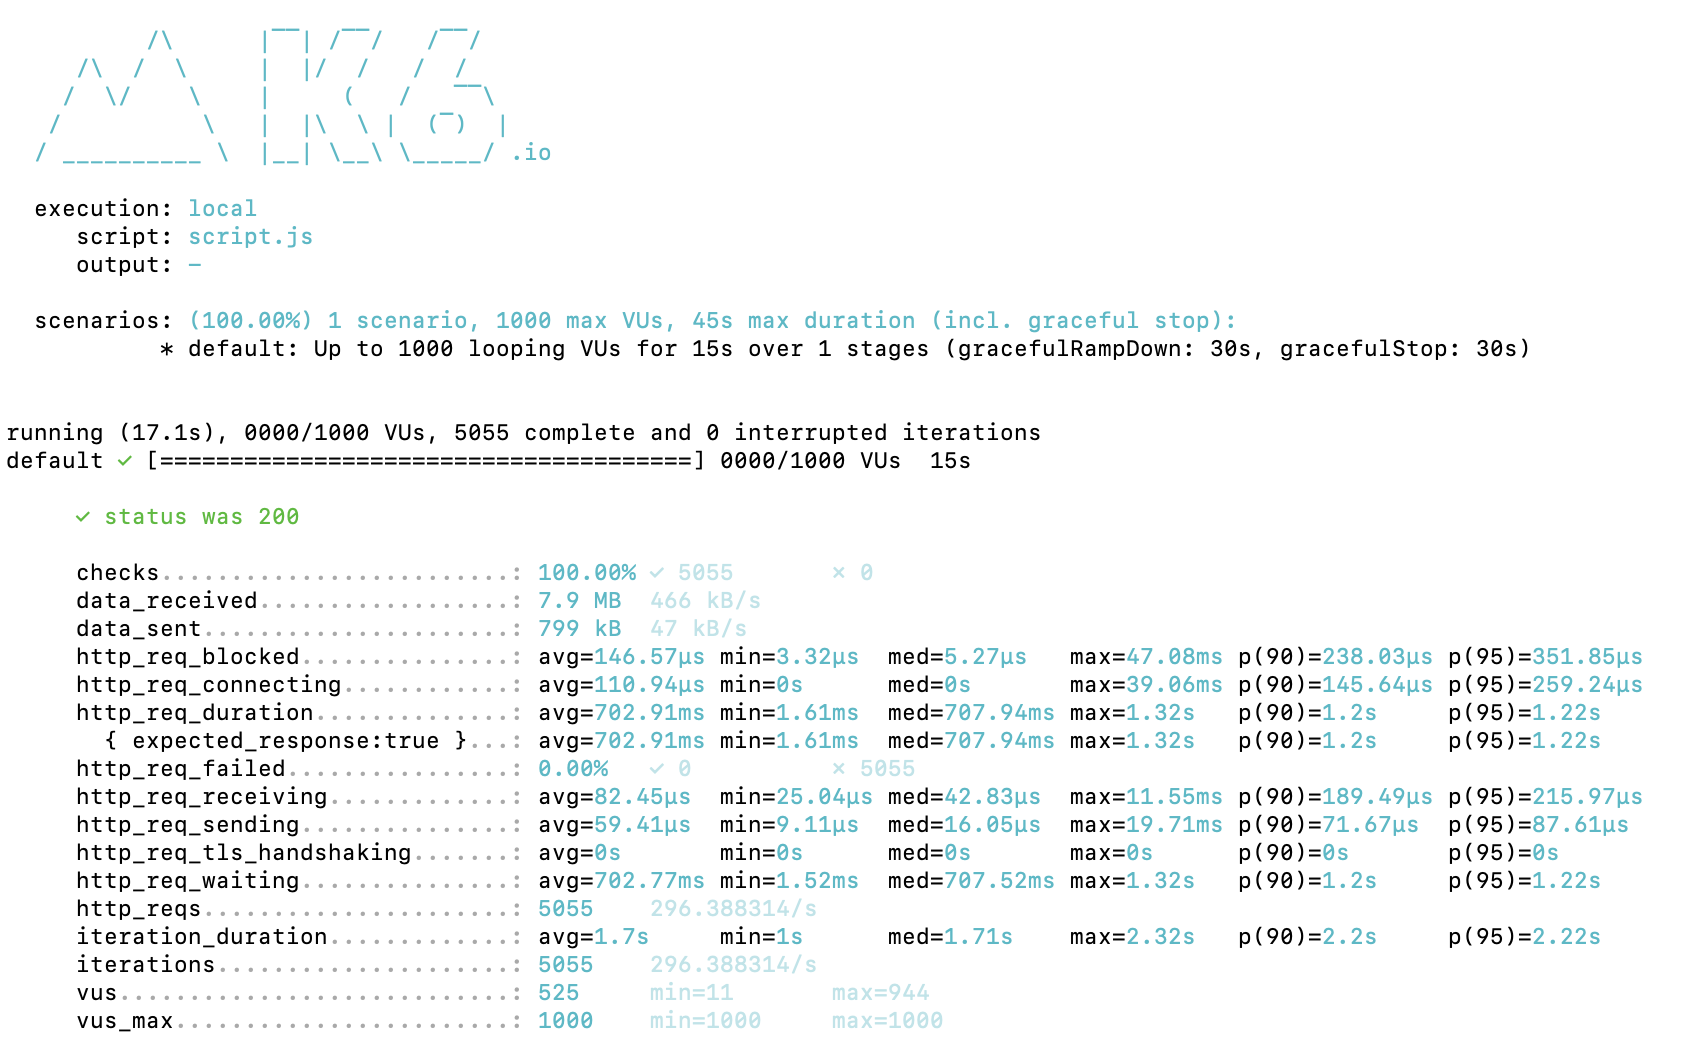 /\      |‾‾| /‾‾/   /‾‾/
     /\  /  \     |  |/  /   /  /
    /  \/    \    |     (   /   ‾‾\
   /          \   |  |\  \ |  (‾)  |
  / __________ \  |__| \__\ \_____/ .io
execution: local
script: script.js
output: -
scenarios: (100.00%) 1 scenario, 1000 max VUs, 45s max duration (incl. graceful stop):
* default: Up to 1000 looping VUs for 15s over 1 stages (gracefulRampDown: 30s, gracefulStop: 30s)
running (17.1s), 0000/1000 VUs, 5055 complete and 0 interrupted iterations
default ✓ [======================================] 0000/1000 VUs  15s
✓ status was 200
checks.........................: 100.00% ✓ 5055       ✗ 0
data_received..................: 7.9 MB  466 kB/s
data_sent......................: 799 kB  47 kB/s
http_req_blocked...............: avg=146.57µs min=3.32µs  med=5.27µs   max=47.08ms p(90)=238.03µs p(95)=351.85µs
http_req_connecting............: avg=110.94µs min=0s      med=0s       max=39.06ms p(90)=145.64µs p(95)=259.24µs
http_req_duration..............: avg=702.91ms min=1.61ms  med=707.94ms max=1.32s   p(90)=1.2s     p(95)=1.22s
{ expected_response:true }...: avg=702.91ms min=1.61ms  med=707.94ms max=1.32s   p(90)=1.2s     p(95)=1.22s
http_req_failed................: 0.00%   ✓ 0          ✗ 5055
http_req_receiving.............: avg=82.45µs  min=25.04µs med=42.83µs  max=11.55ms p(90)=189.49µs p(95)=215.97µs
http_req_sending...............: avg=59.41µs  min=9.11µs  med=16.05µs  max=19.71ms p(90)=71.67µs  p(95)=87.61µs
http_req_tls_handshaking.......: avg=0s       min=0s      med=0s       max=0s      p(90)=0s       p(95)=0s
http_req_waiting...............: avg=702.77ms min=1.52ms  med=707.52ms max=1.32s   p(90)=1.2s     p(95)=1.22s
http_reqs......................: 5055    296.388314/s
iteration_duration.............: avg=1.7s     min=1s      med=1.71s    max=2.32s   p(90)=2.2s     p(95)=2.22s
iterations.....................: 5055    296.388314/s
vus............................: 525     min=11       max=944
vus_max........................: 1000    min=1000     max=1000